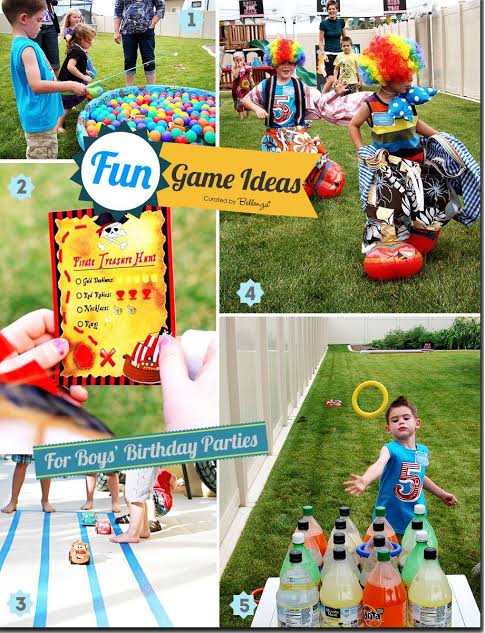 1
Fun
Game Ideas
Curated by Bellenza
2
Pirate Treasure Hunt
Gold Doubloons:
Red Rubies:
Necklace:
Ring:
4
5
For Boys' Birthday Parties
5
3
5
Fanta